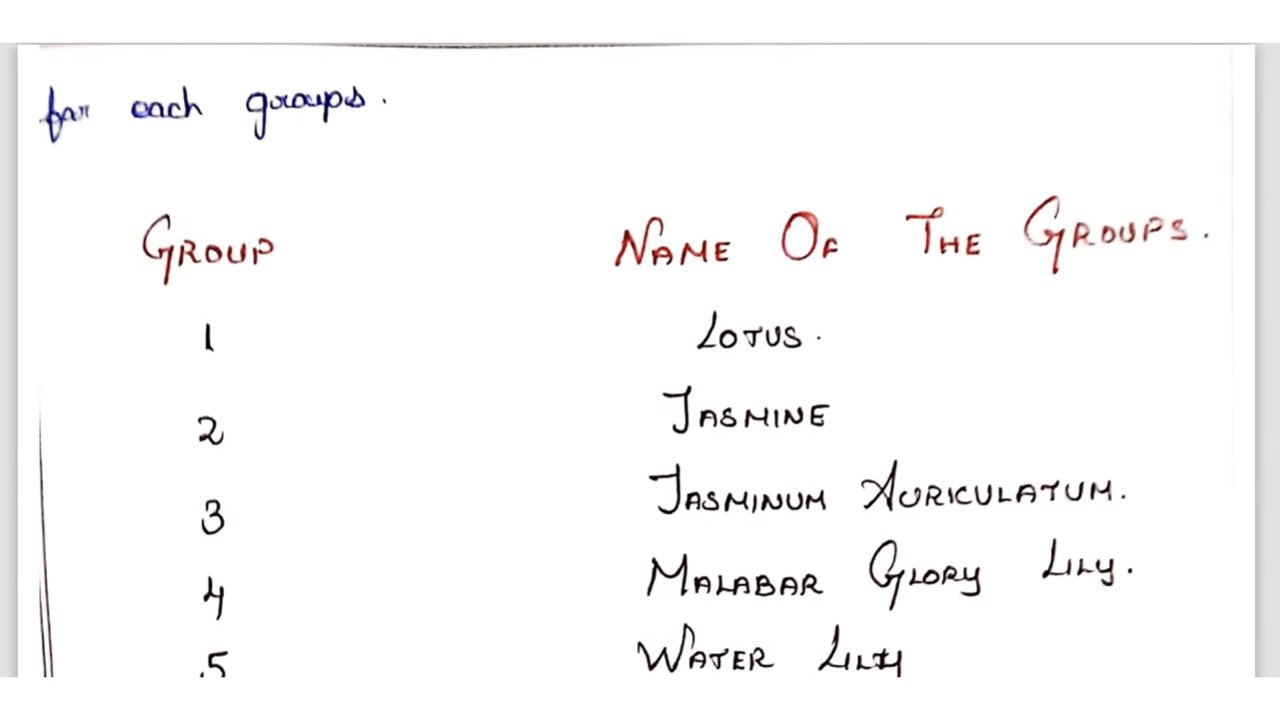 for each groups.
GROUP NAME OF THE GROUPS.
1 LOTUS.
2 JASMINE
3 JASMINUM AURICULATUM.
4 MALABAR GLORY LILY.
5 WATER LILY